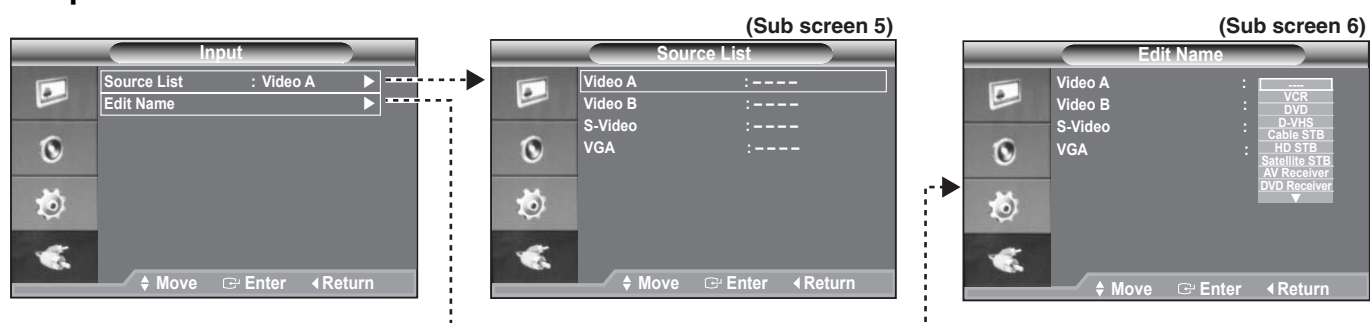 (Sub screen 5)
(Sub screen 6)
Input
Source List : Video A ▶
Edit Name ▶
Move Enter Return
Source List
Video A : ––––
Video B : ––––
S-Video : ––––
VGA : ––––
Move Enter Return
Edit Name
Video A :
Video B :
S-Video :
VGA :
----
VCR
DVD
D-VHS
Cable STB
HD STB
Satellite STB
AV Receiver
DVD Receiver
▼
Move Enter Return